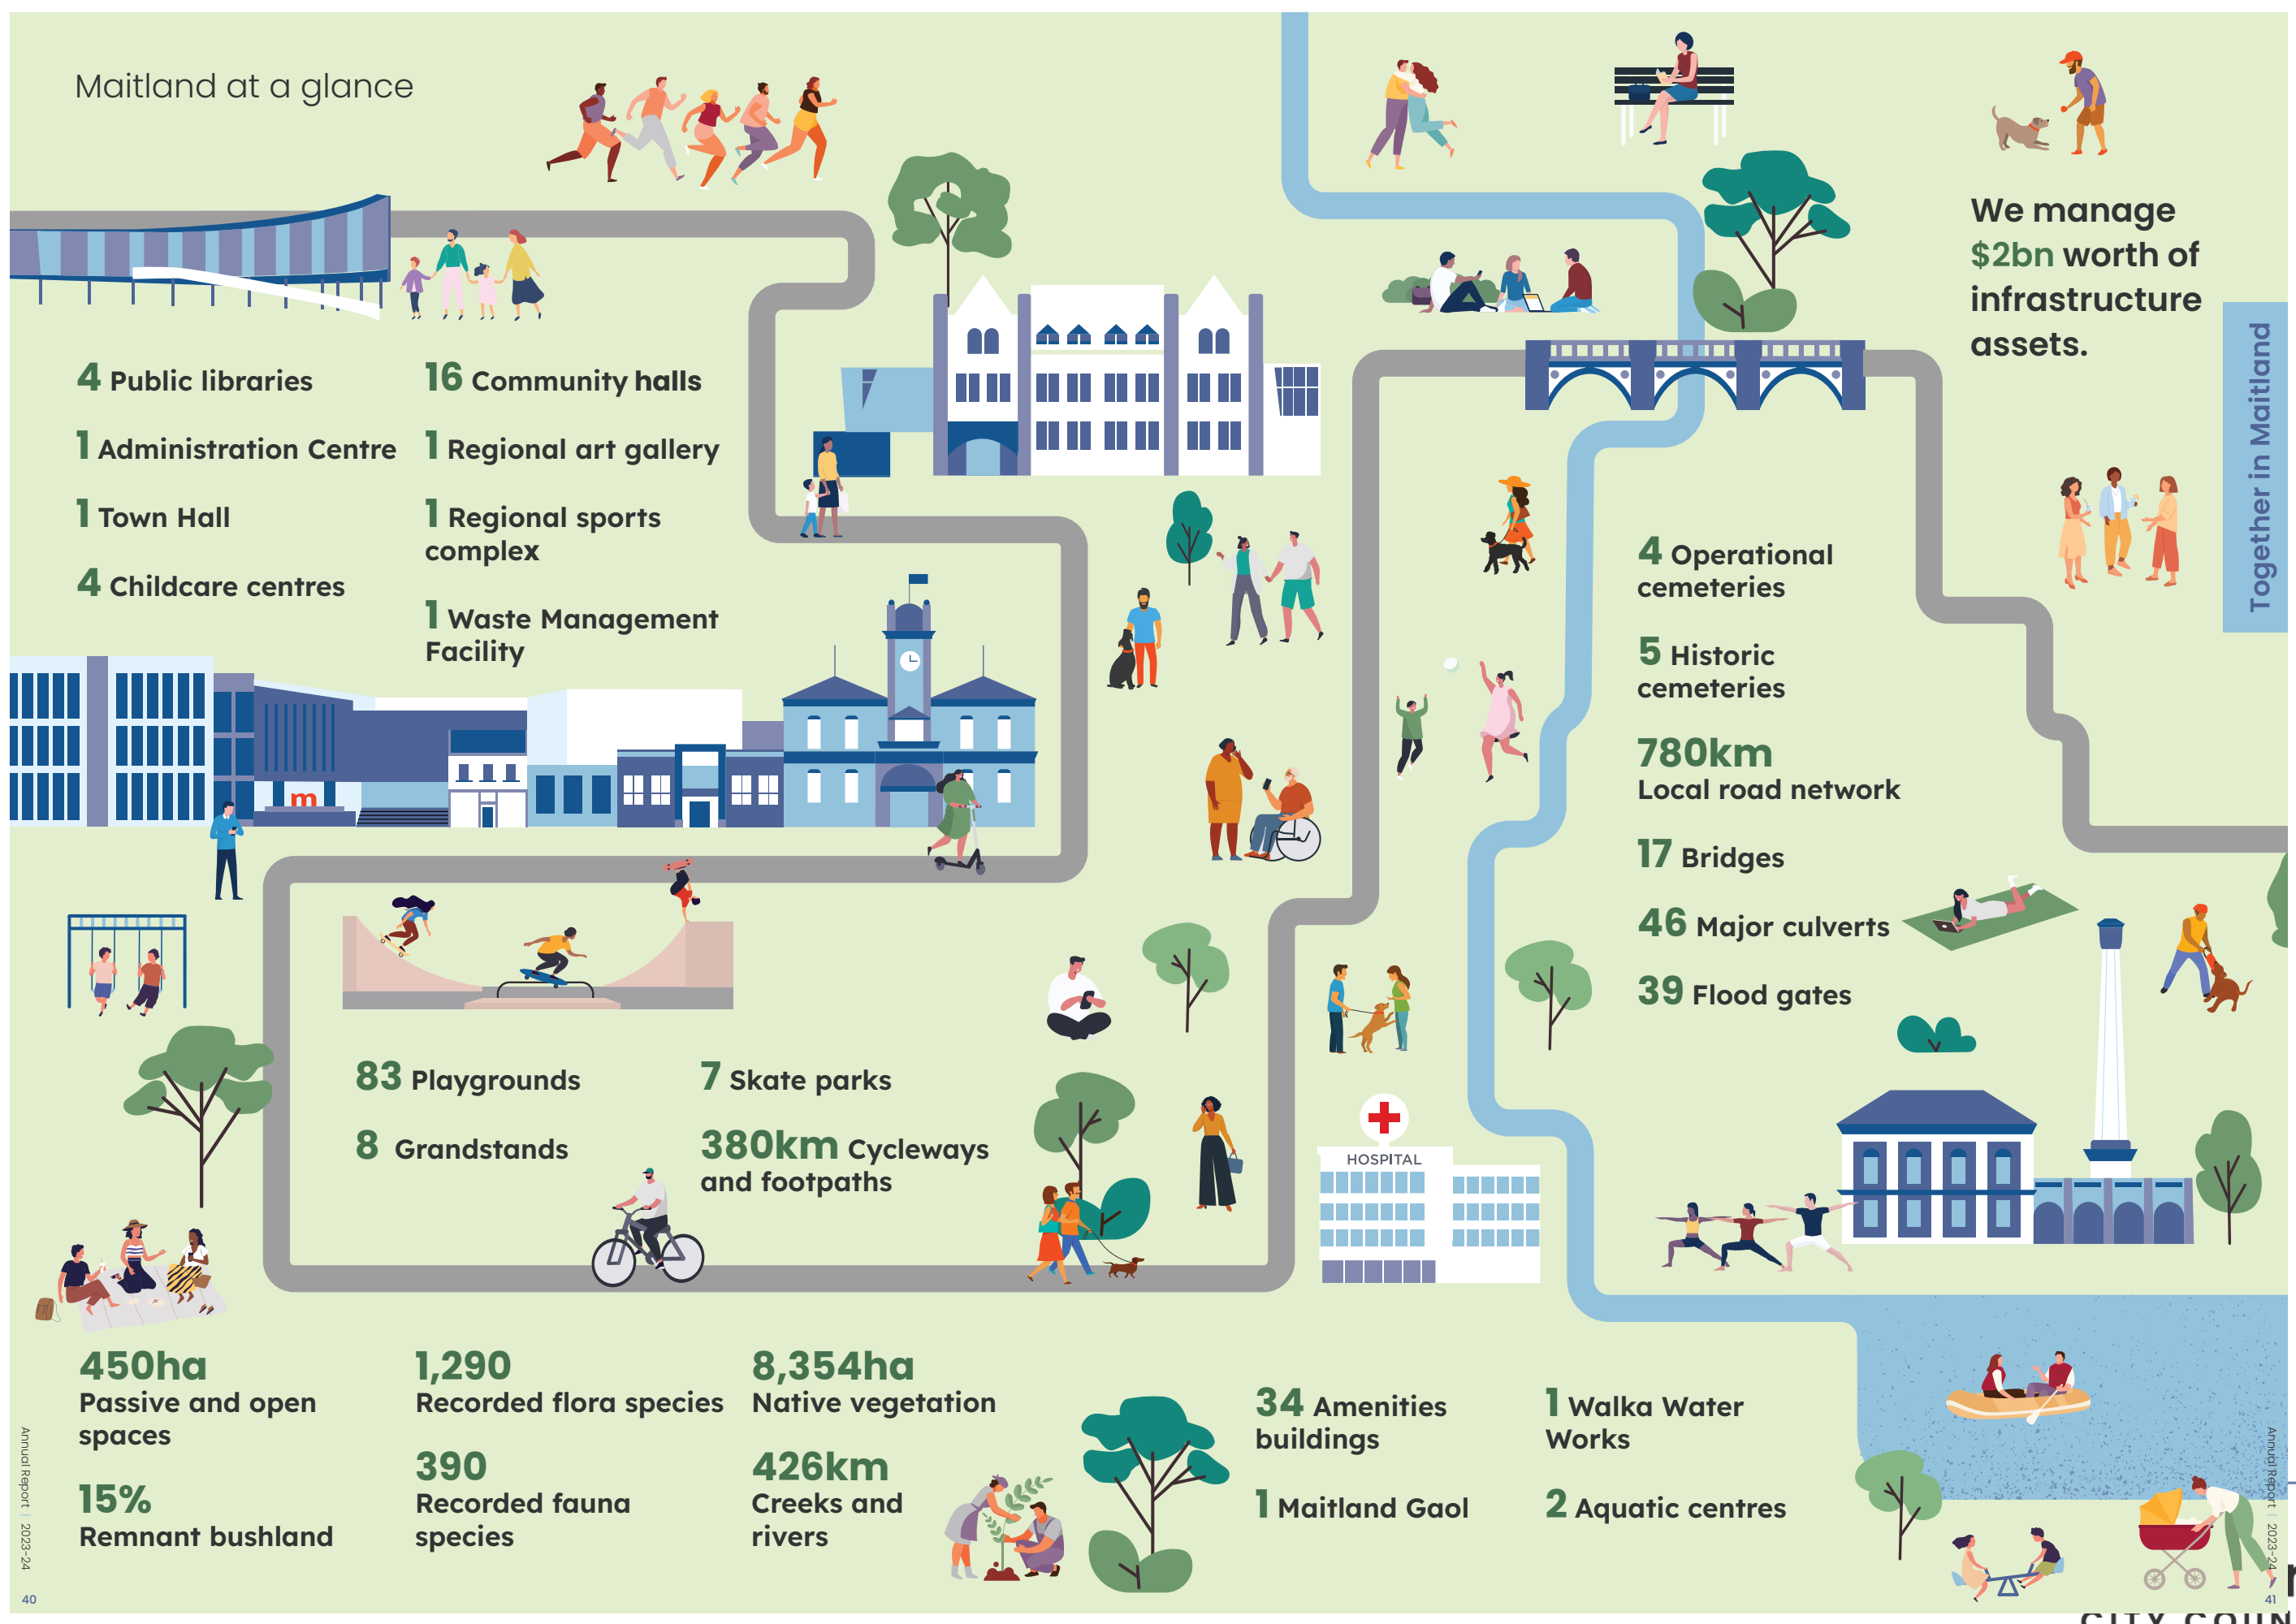 Maitland at a glance
We manage
$2bn worth of
infrastructure
assets.
Together in Maitland
4 Public libraries
1 Administration Centre
1 Town Hall
4 Childcare centres
16 Community halls
1 Regional art gallery
1 Regional sports
complex
1 Waste Management
Facility
m
4 Operational
cemeteries
5 Historic
cemeteries
780km
Local road network
17 Bridges
46 Major culverts
39 Flood gates
83 Playgrounds
8 Grandstands
7 Skate parks
380km Cycleways
and footpaths
HOSPITAL
450ha
Passive and open
spaces
15%
Remnant bushland
1,290
Recorded flora species
390
Recorded fauna
species
8,354ha
Native vegetation
426km
Creeks and
rivers
34 Amenities
buildings
1 Maitland Gaol
1 Walka Water
Works
2 Aquatic centres
Annual Report | 2023-24
40
Annual Report | 2023-24
41